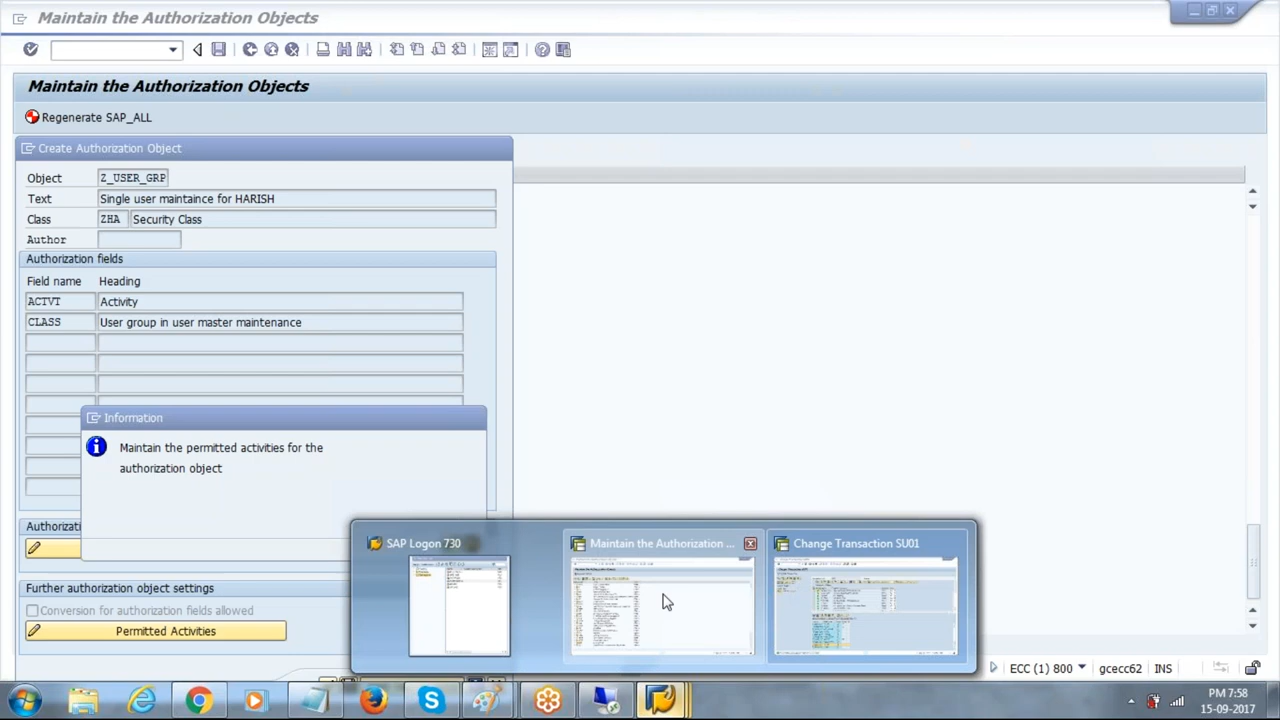 Maintain the Authorization Objects
Maintain the Authorization Objects
Regenerate SAP_ALL
Create Authorization Object
Object Z_USER_GRP
Text Single user maintaince for HARISH
Class ZHA Security Class
Author
Authorization fields
Field name Heading
ACTVT Activity
CLASS User group in user master maintenance
Information
Maintain the permitted activities for the
authorization object
Authorizati
Further authorization object settings
Conversion for authorization fields allowed
Permitted Activities
SAP Logon 730
Maintain the Authorization ...
Change Transaction SU01
ECC (1) 800
gcecc62
INS
PM 7:58
15-09-2017